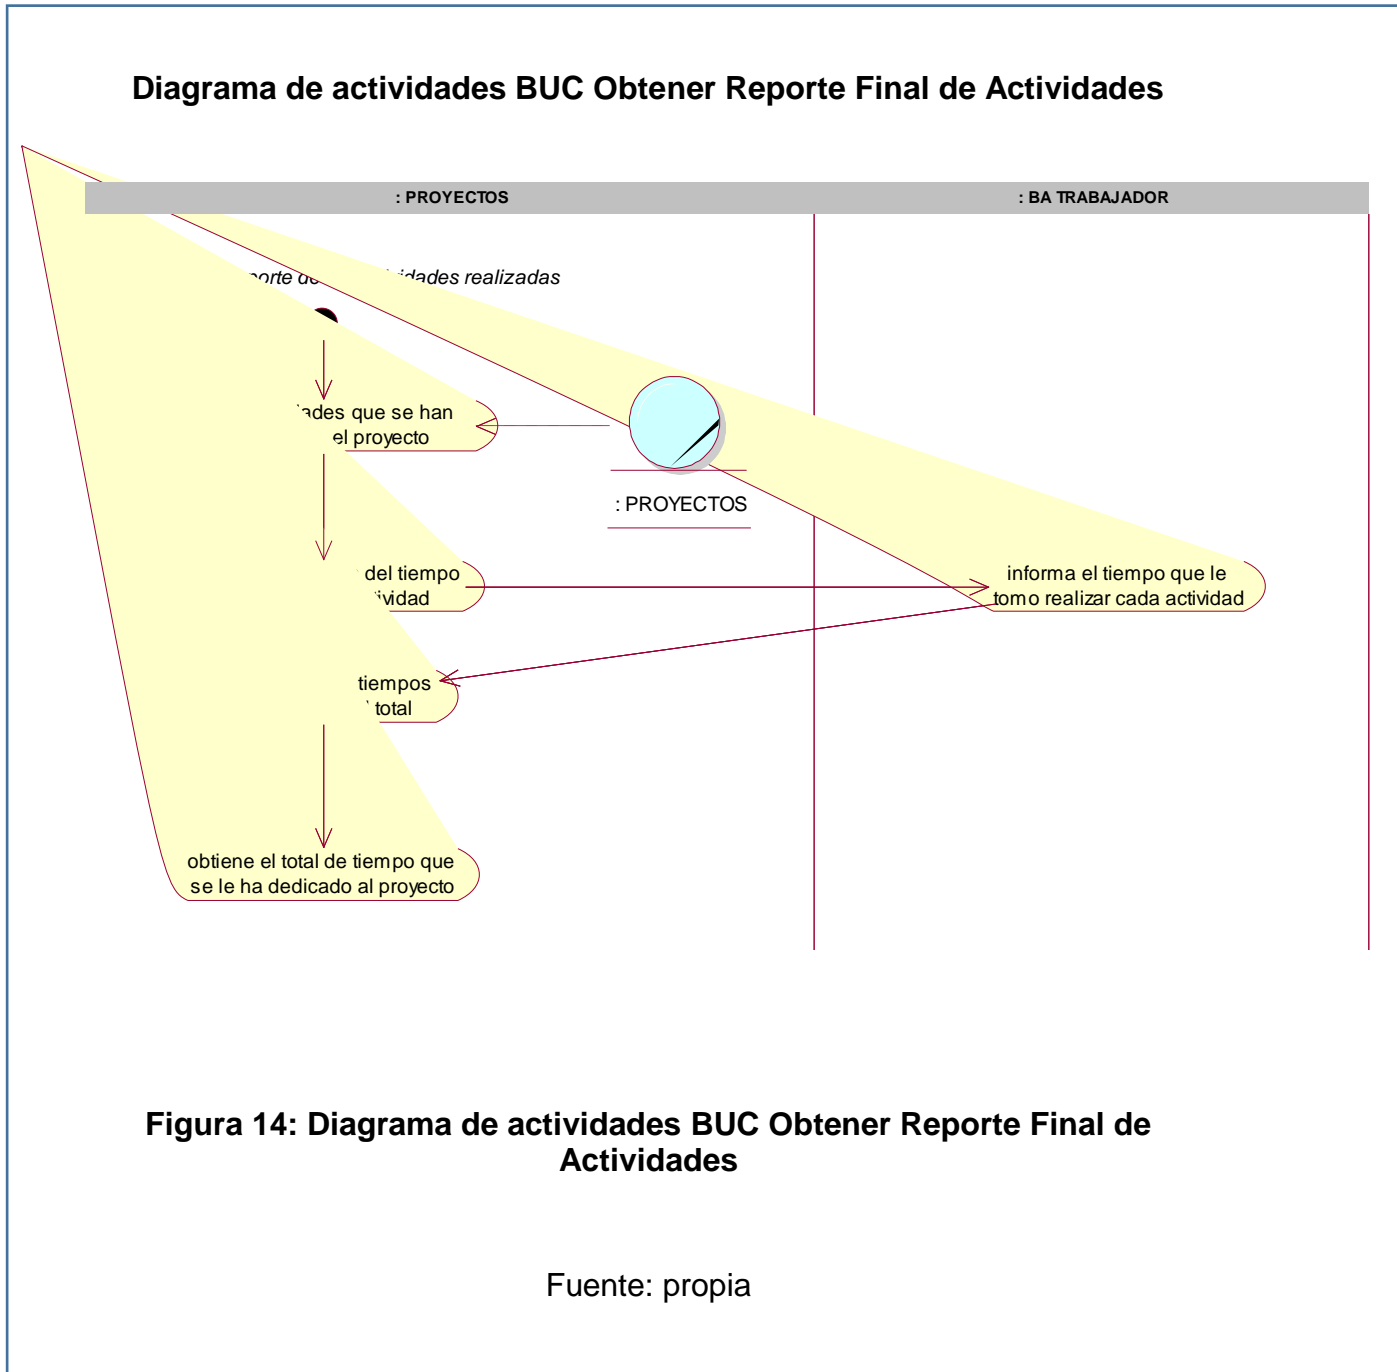 Diagrama de actividades BUC Obtener Reporte Final de Actividades
: PROYECTOS
: BA TRABAJADOR
realizadas
que se han
el proyecto
: PROYECTOS
del tiempo
informa el tiempo que le
tomo realizar cada actividad
tiempos
total
obtiene el total de tiempo que
se le ha dedicado al proyecto
Figura 14: Diagrama de actividades BUC Obtener Reporte Final de
Actividades
Fuente: propia